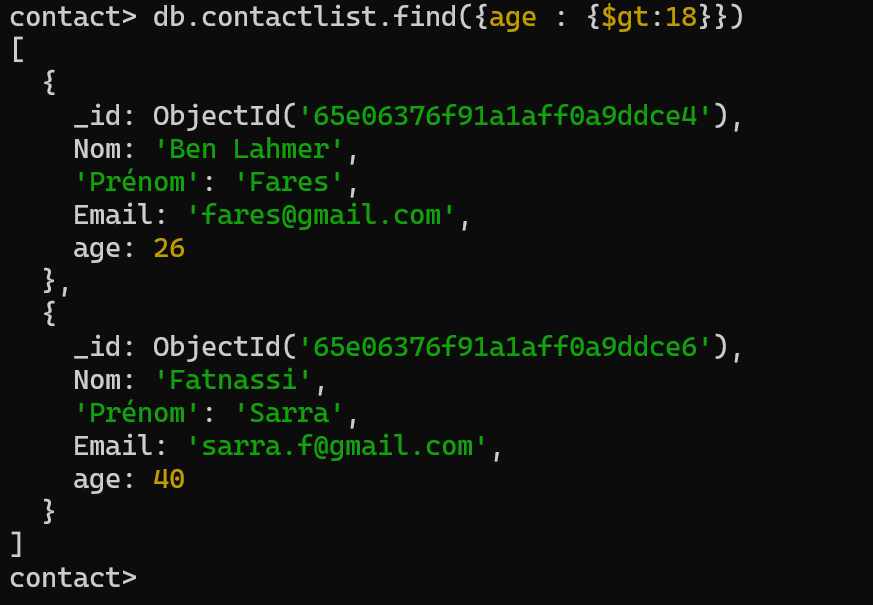 contact> db.contactlist.find({age : {$gt:18}})
[
  {
    _id: ObjectId('65e06376f91a1aff0a9ddce4'),
    Nom: 'Ben Lahmer',
    'Prénom': 'Fares',
    Email: 'fares@gmail.com',
    age: 26
  },
  {
    _id: ObjectId('65e06376f91a1aff0a9ddce6'),
    Nom: 'Fatnassi',
    'Prénom': 'Sarra',
    Email: 'sarra.f@gmail.com',
    age: 40
  }
]
contact>